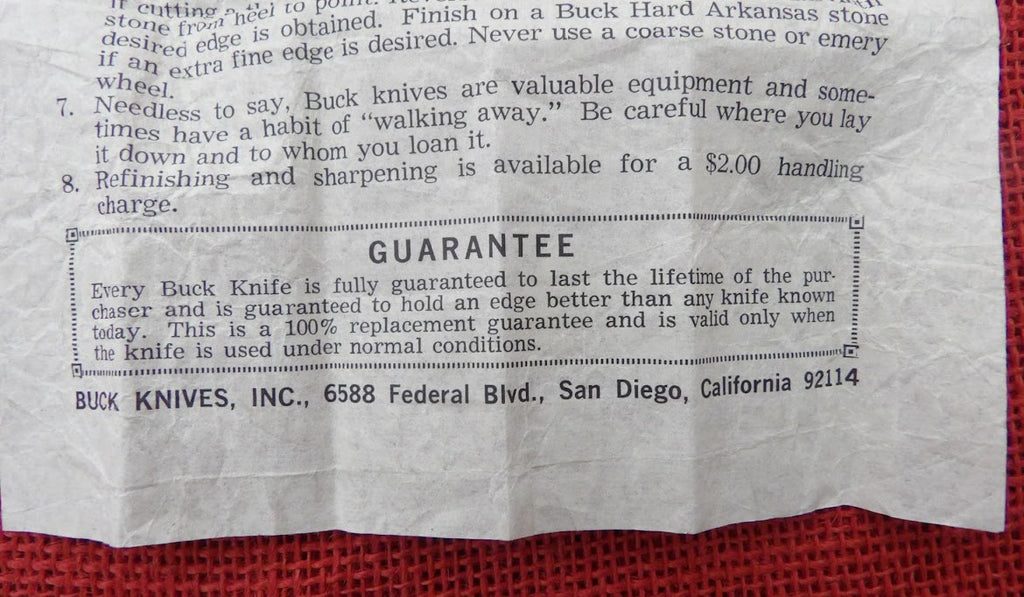 if cutting to point.
stone from heel
desired edge is obtained. Finish on a Buck Hard Arkansas stone
if an extra fine edge is desired. Never use a coarse stone or emery
wheel.
7. Needless to say, Buck knives are valuable equipment and some-
times have a habit of “walking away.” Be careful where you lay
it down and to whom you loan it.
8. Refinishing and sharpening is available for a $2.00 handling
charge.
GUARANTEE
Every Buck Knife is fully guaranteed to last the lifetime of the pur-
chaser and is guaranteed to hold an edge better than any knife known
today. This is a 100% replacement guarantee and is valid only when
the knife is used under normal conditions.
BUCK KNIVES, INC., 6588 Federal Blvd., San Diego, California 92114